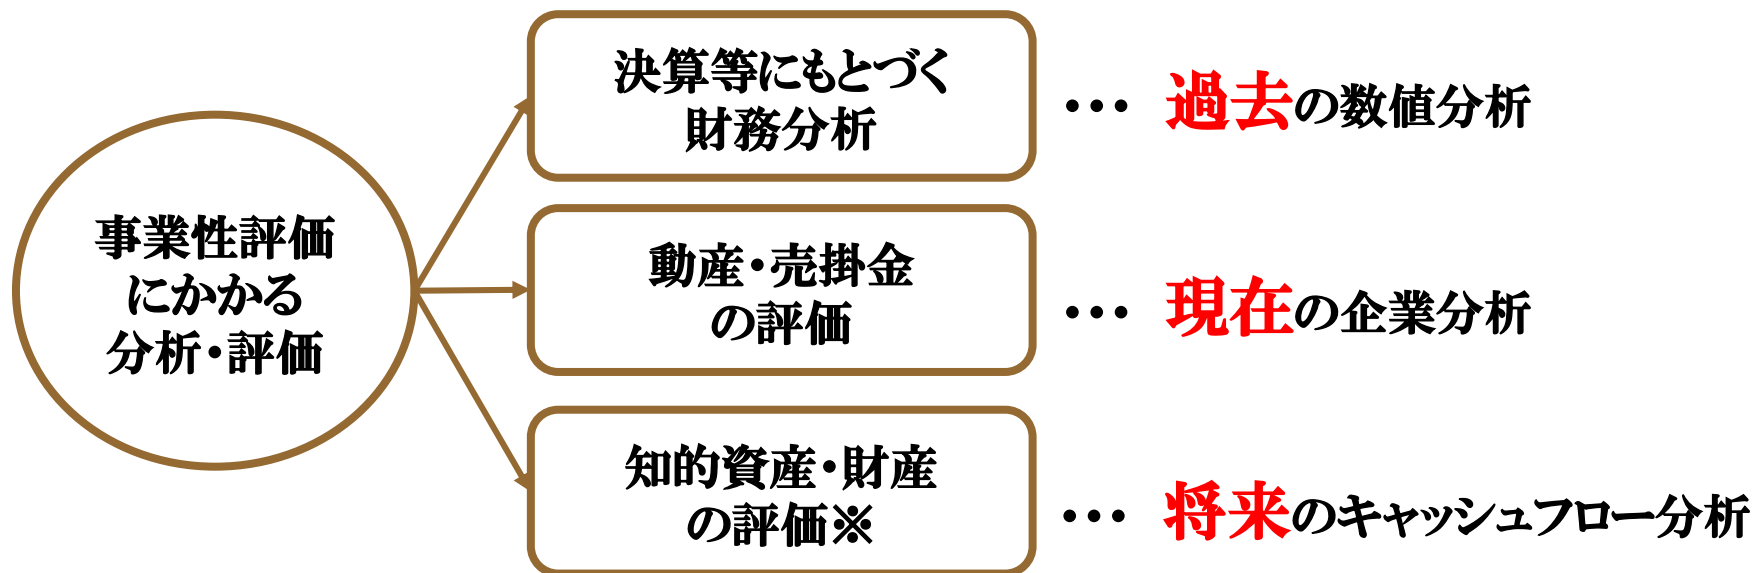 事業性評価
にかかる
分析・評価
決算等にもとづく
財務分析
… 過去の数値分析
動産・売掛金
の評価
… 現在の企業分析
知的資産・財産
の評価※
… 将来のキャッシュフロー分析